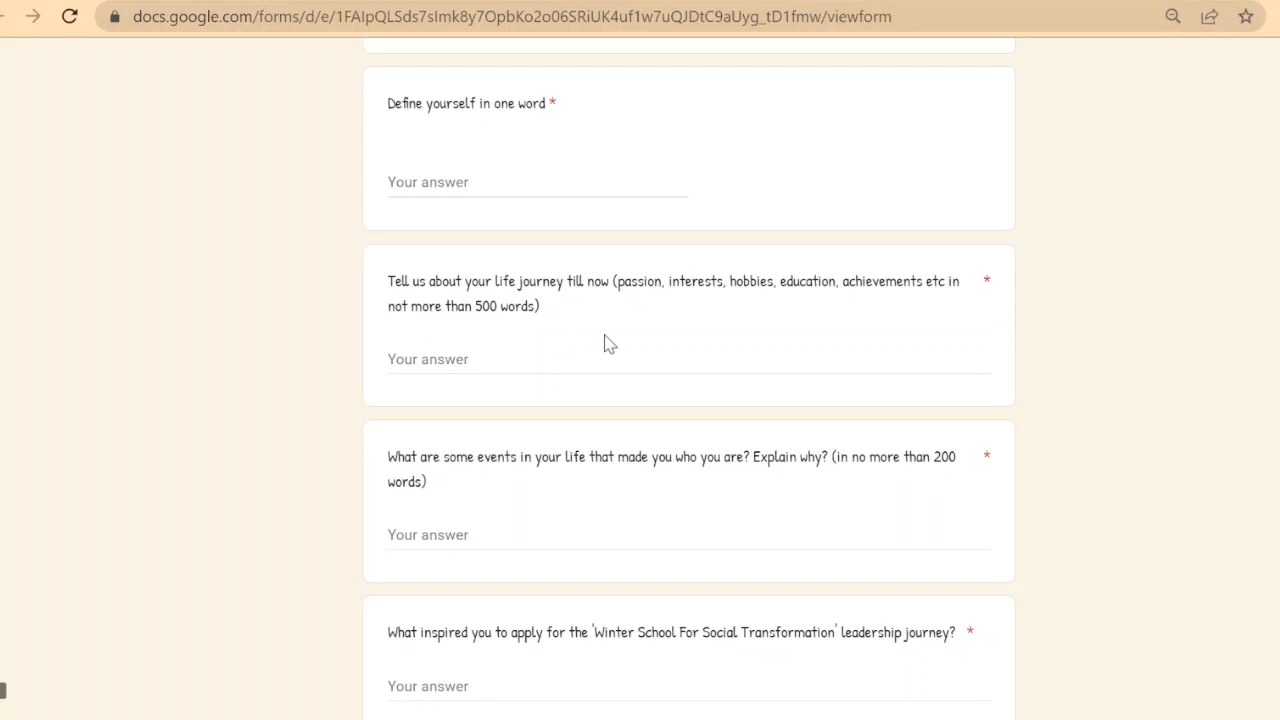 docs.google.com/forms/d/e/1FAIpQLSds7sImk8y7OpbKo2o06SRiUK4uf1w7uQJDtC9aUyg_tD1fmw/viewform
Define yourself in one word *
Your answer
Tell us about your life journey till now (passion, interests, hobbies, education, achievements etc in *
not more than 500 words)
Your answer
What are some events in your life that made you who you are? Explain why? (in no more than 200 *
words)
Your answer
What inspired you to apply for the 'Winter School For Social Transformation' leadership journey? *
Your answer